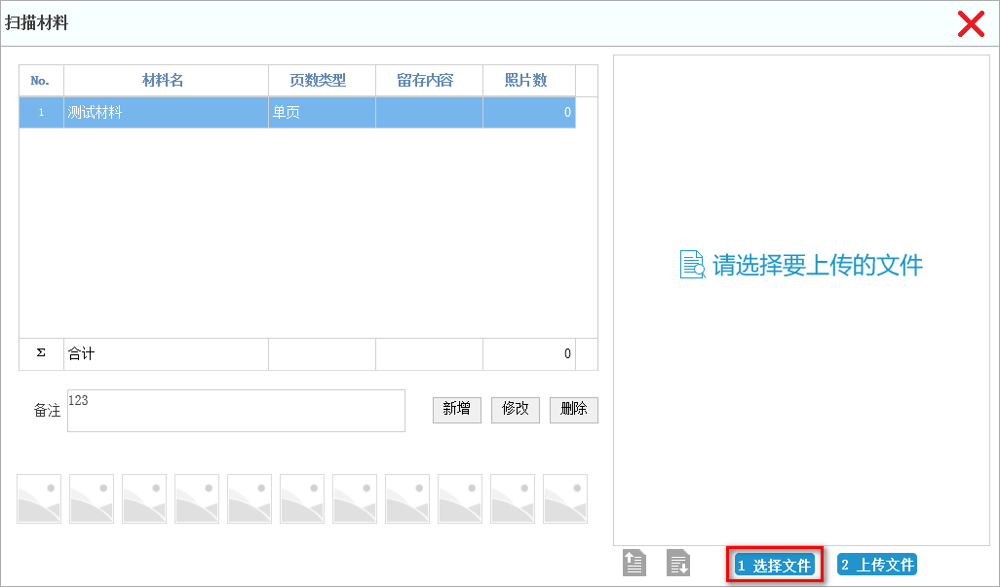 扫描材料
No. 材料名 页数类型 留存内容 照片数
1 测试材料 单页 0
Σ 合计 0
备注 123 新增 修改 删除
请选择要上传的文件
1 选择文件 2 上传文件